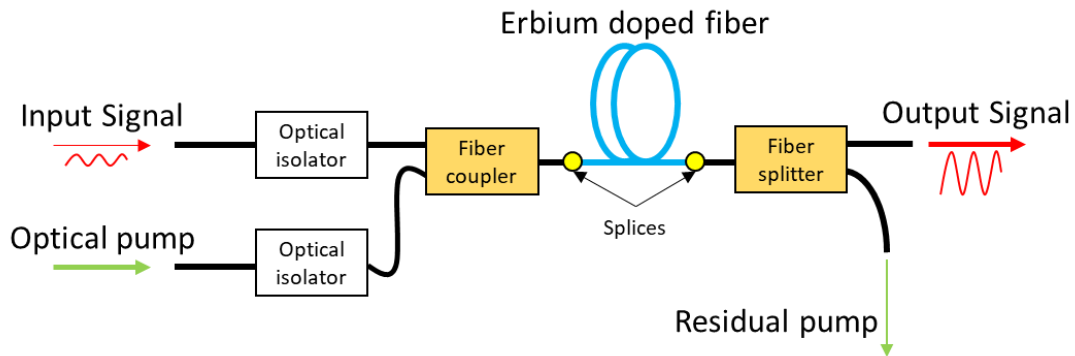 Erbium doped fiber
Input Signal
Optical
isolator
Fiber
coupler
Fiber
splitter
Output Signal
Splices
Optical pump
Optical
isolator
Residual pump